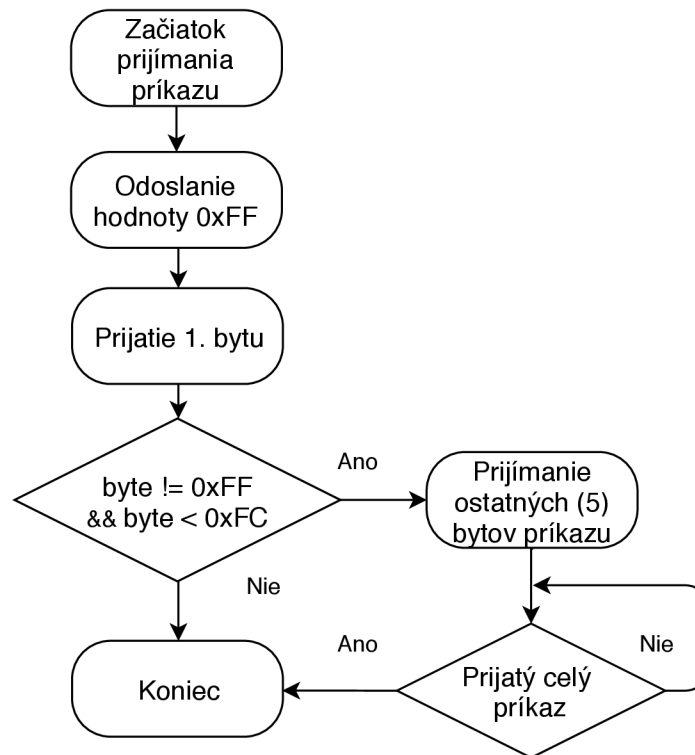 Začiatok
prijímania
príkazu
Odoslanie
hodnoty 0xFF
Prijatie 1. bytu
byte != 0xFF
&& byte < 0xFC
Ano
Prijímanie
ostatných (5)
bytov príkazu
Nie
Koniec
Ano
Prijatý celý
príkaz
Nie